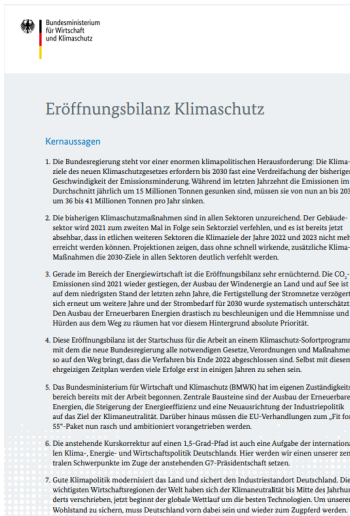 Bundesministerium
für Wirtschaft
und Klimaschutz
Eröffnungsbilanz Klimaschutz
Kernaussagen
1. Die Bundesregierung steht vor einer enormen klimapolitischen Herausforderung: Die Klima-
ziele des neuen Klimaschutzgesetzes erfordern bis 2030 fast eine Verdreifachung der bisherige
Geschwindigkeit der Emissionsminderung. Während im letzten Jahrzehnt die Emissionen im
Durchschnitt jährlich um 15 Millionen Tonnen gesunken sind, müssen sie von nun an bis 203
um 36 bis 41 Millionen Tonnen pro Jahr sinken.
2. Die bisherigen Klimaschutzmaßnahmen sind in allen Sektoren unzureichend. Der Gebäude-
sektor wird 2021 zum zweiten Mal in Folge sein Sektorziel verfehlen, und es ist bereits jetzt
absehbar, dass in etlichen weiteren Sektoren die Klimaziele der Jahre 2022 und 2023 nicht meh
erreicht werden können. Projektionen zeigen, dass ohne schnell wirkende, zusätzliche Klima-
Maßnahmen die 2030-Ziele in allen Sektoren deutlich verfehlt werden.
3. Gerade im Bereich der Energiewirtschaft ist die Eröffnungsbilanz sehr ernüchternd. Die CO₂-
Emissionen sind 2021 wieder gestiegen, der Ausbau der Windenergie an Land und auf See ist
auf dem niedrigsten Stand der letzten zehn Jahre, die Fertigstellung der Stromnetze verzögert
sich erneut um weitere Jahre und der Strombedarf für 2030 wurde systematisch unterschätzt.
Den Ausbau der Erneuerbaren Energien drastisch zu beschleunigen und die Hemmnisse und
Hürden aus dem Weg zu räumen hat vor diesem Hintergrund absolute Priorität.
4. Diese Eröffnungsbilanz ist der Startschuss für die Arbeit an einem Klimaschutz-Sofortprogram
mit dem die neue Bundesregierung alle notwendigen Gesetze, Verordnungen und Maßnahme
so auf den Weg bringt, dass die Verfahren bis Ende 2022 abgeschlossen sind. Selbst mit diesem
ehrgeizigen Zeitplan werden viele Erfolge erst in einigen Jahren zu sehen sein.
5. Das Bundesministerium für Wirtschaft und Klimaschutz (BMWK) hat im eigenen Zuständigkeits
bereich bereits mit der Arbeit begonnen. Zentrale Bausteine sind der Ausbau der Erneuerbare
Energien, die Steigerung der Energieeffizienz und eine Neuausrichtung der Industriepolitik
auf das Ziel der Klimaneutralität. Darüber hinaus müssen die EU-Verhandlungen zum „Fit for
55“-Paket nun rasch und ambitioniert vorangetrieben werden.
6. Die anstehende Kurskorrektur auf einen 1,5-Grad-Pfad ist auch eine Aufgabe der internationa
len Klima-, Energie- und Wirtschaftspolitik Deutschlands. Hier werden wir einen unserer zen-
tralen Schwerpunkte im Zuge der anstehenden G7-Präsidentschaft setzen.
7. Gute Klimapolitik modernisiert das Land und sichert den Industriestandort Deutschland. Die
wichtigsten Wirtschaftsregionen der Welt haben sich der Klimaneutralität bis Mitte des Jahrhun
derts verschrieben, jetzt beginnt der globale Wettlauf um die besten Technologien. Um unseren
Wohlstand zu sichern, muss Deutschland vorn dabei sein und wieder zum Zugpferd werden.